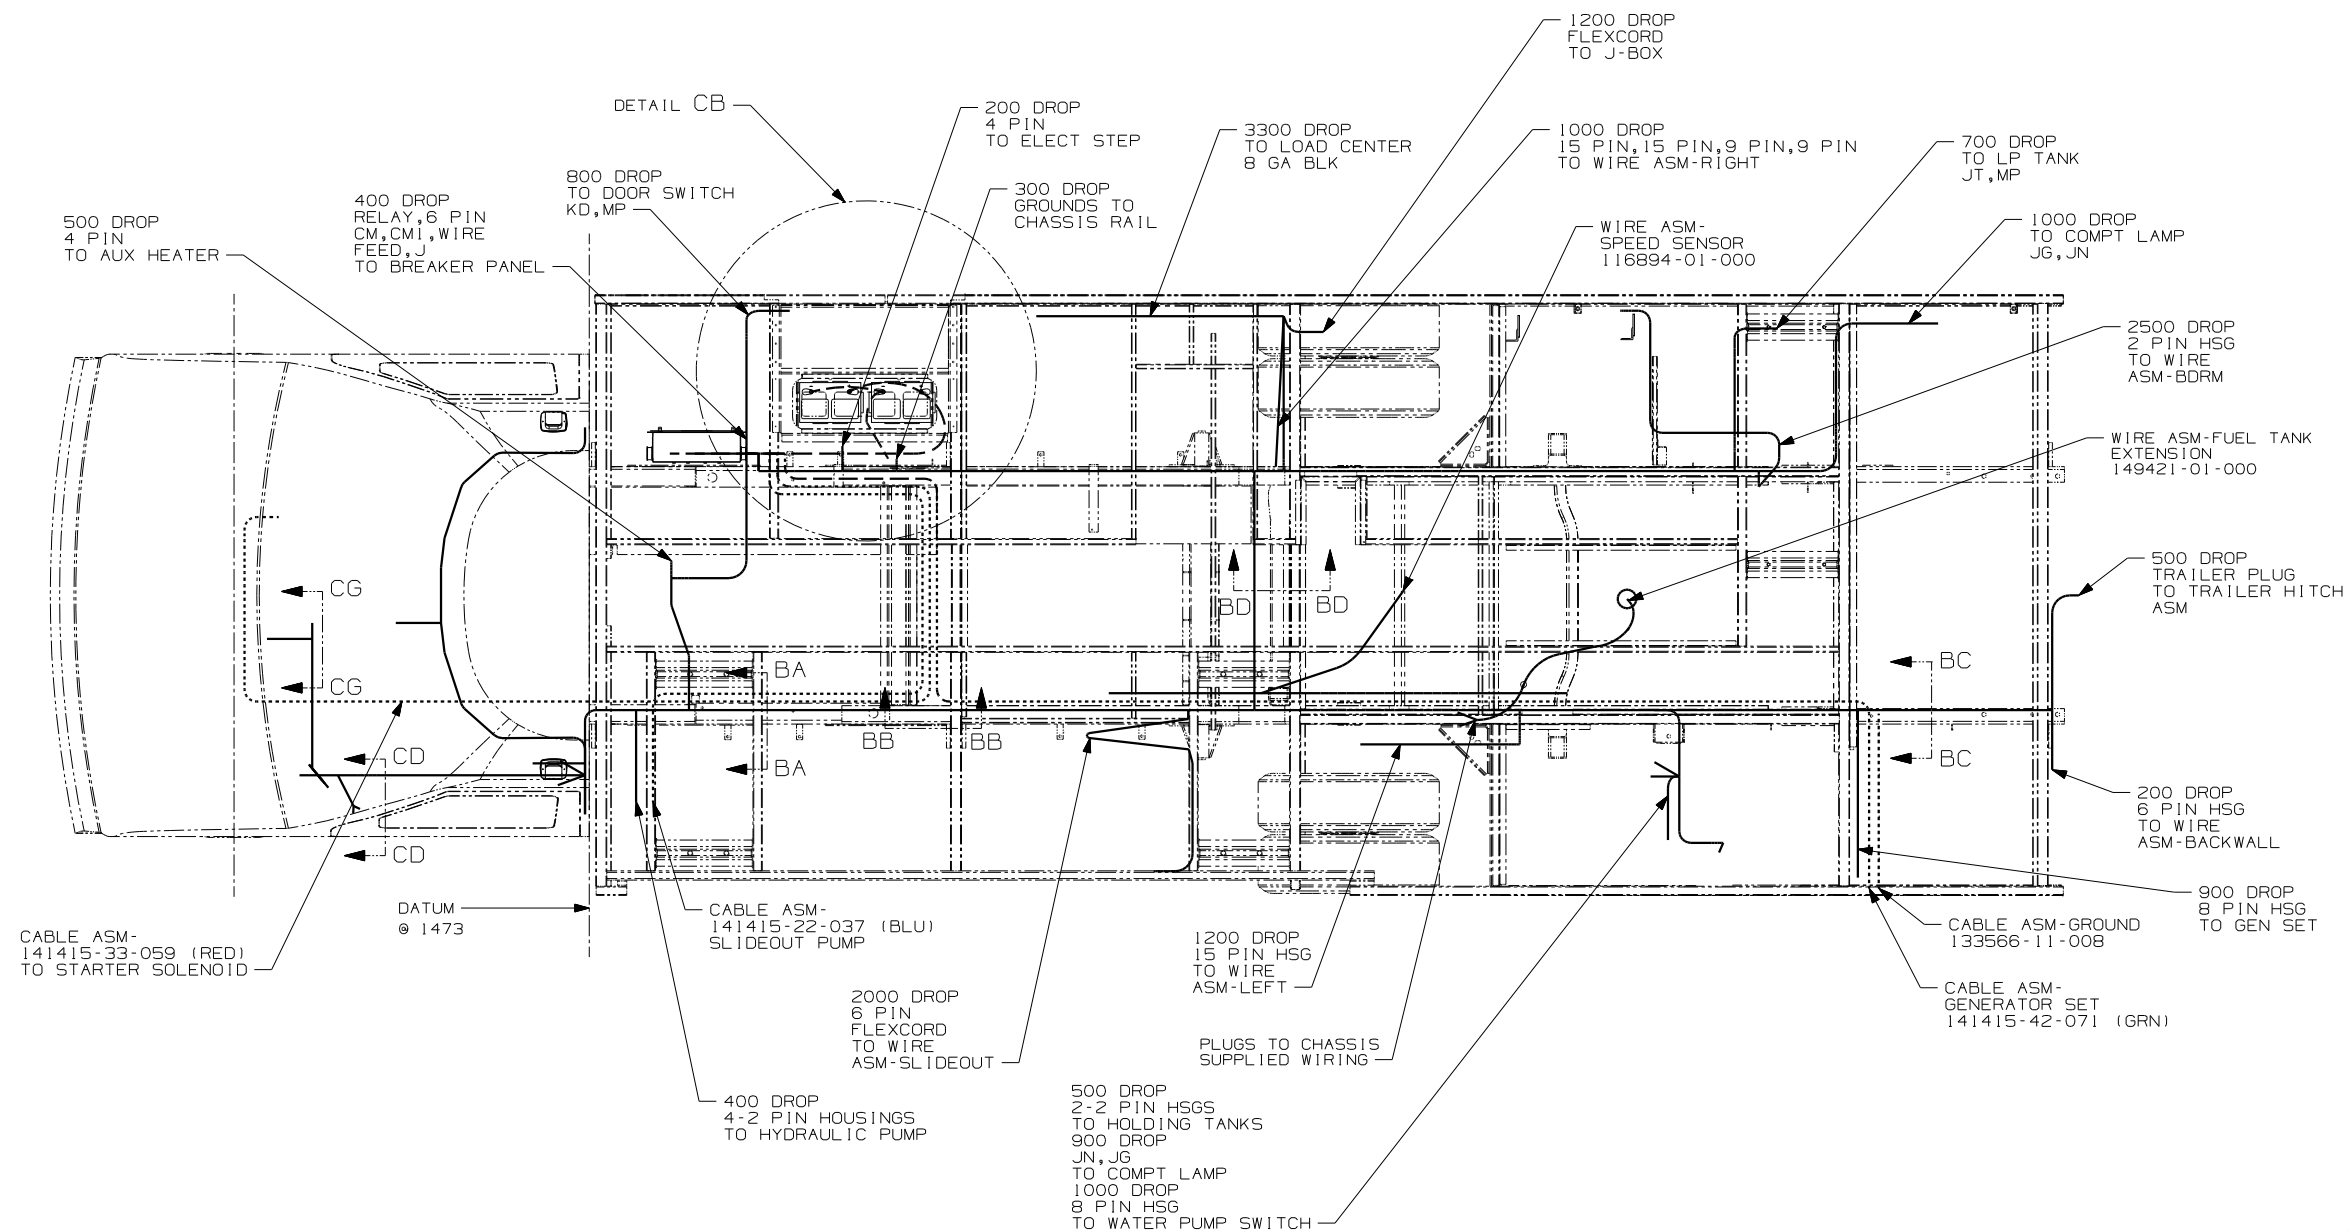 1200 DROP
FLEXCORD
TO J-BOX
DETAIL CB
200 DROP
4 PIN
TO ELECT STEP
3300 DROP
TO LOAD CENTER
8 GA BLK
1000 DROP
15 PIN,15 PIN,9 PIN,9 PIN
TO WIRE ASM-RIGHT
700 DROP
TO LP TANK
JT,MP
800 DROP
TO DOOR SWITCH
KD,MP
300 DROP
GROUNDS TO
CHASSIS RAIL
400 DROP
RELAY,6 PIN
CM,CM1,WIRE
FEED,J
TO BREAKER PANEL
500 DROP
4 PIN
TO AUX HEATER
WIRE ASM-
SPEED SENSOR
116894-01-000
1000 DROP
TO COMPT LAMP
JG,JN
2500 DROP
2 PIN HSG
TO WIRE
ASM-BDRM
WIRE ASM-FUEL TANK
EXTENSION
149421-01-000
500 DROP
TRAILER PLUG
TO TRAILER HITCH
ASM
CG
CG
BD
BD
BA
BA
BB
BB
BC
BC
CD
CD
200 DROP
6 PIN HSG
TO WIRE
ASM-BACKWALL
900 DROP
8 PIN HSG
TO GEN SET
DATUM
@ 1473
CABLE ASM-
141415-33-059 (RED)
TO STARTER SOLENOID
CABLE ASM-
141415-22-037 (BLU)
SLIDEOUT PUMP
1200 DROP
15 PIN HSG
TO WIRE
ASM-LEFT
CABLE ASM-GROUND
133566-11-008
CABLE ASM-
GENERATOR SET
141415-42-071 (GRN)
2000 DROP
6 PIN
FLEXCORD
TO WIRE
ASM-SLIDEOUT
PLUGS TO CHASSIS
SUPPLIED WIRING
400 DROP
4-2 PIN HOUSINGS
TO HYDRAULIC PUMP
500 DROP
2-2 PIN HSGS
TO HOLDING TANKS
900 DROP
JN,JG
TO COMPT LAMP
1000 DROP
8 PIN HSG
TO WATER PUMP SWITCH